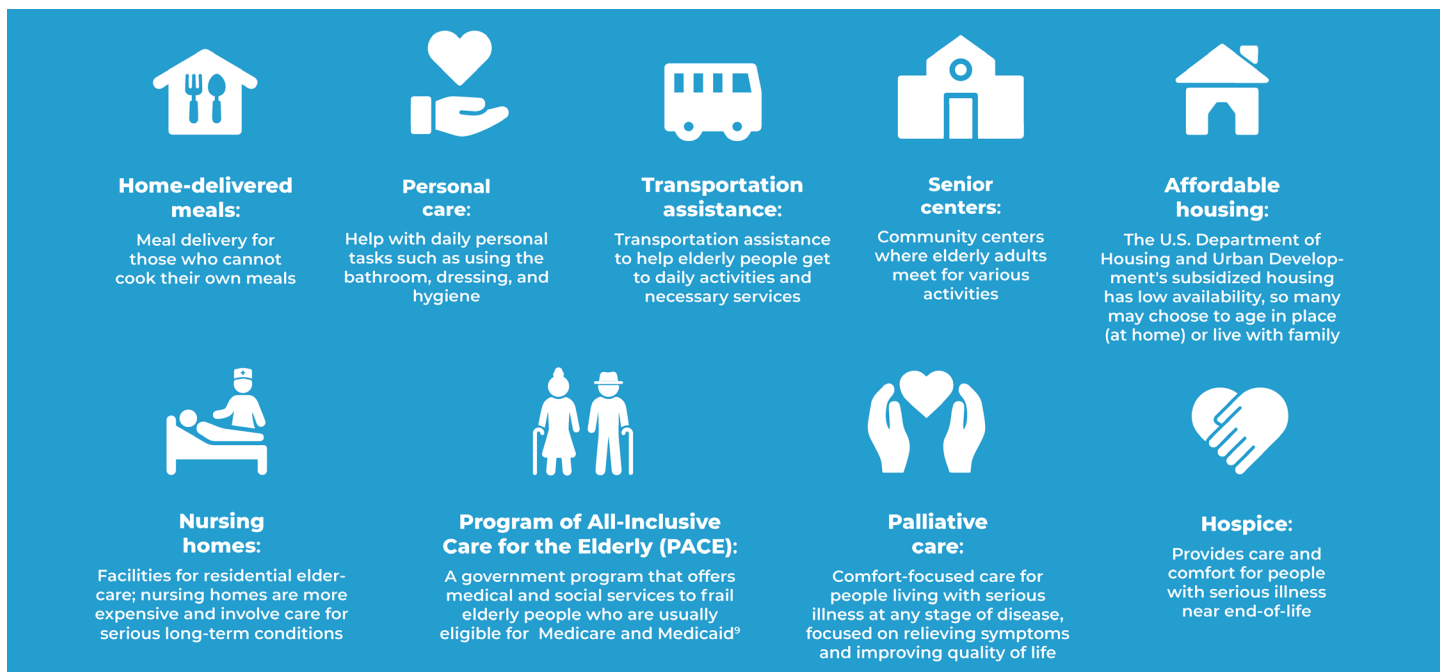 Home-delivered
meals:
Meal delivery for
those who cannot
cook their own meals
Personal
care:
Help with daily personal
tasks such as using the
bathroom, dressing, and
hygiene
Transportation
assistance:
Transportation assistance
to help elderly people get
to daily activities and
necessary services
Senior
centers:
Community centers
where elderly adults
meet for various
activities
Affordable
housing:
The U.S. Department of
Housing and Urban Develop-
ment's subsidized housing
has low availability, so many
may choose to age in place
(at home) or live with family
Nursing
homes:
Facilities for residential elder-
care; nursing homes are more
expensive and involve care for
serious long-term conditions
Program of All-Inclusive
Care for the Elderly (PACE):
A government program that offers
medical and social services to frail
elderly people who are usually
eligible for Medicare and Medicaid⁹
Palliative
care:
Comfort-focused care for
people living with serious
illness at any stage of disease,
focused on relieving symptoms
and improving quality of life
Hospice:
Provides care and
comfort for people
with serious illness
near end-of-life